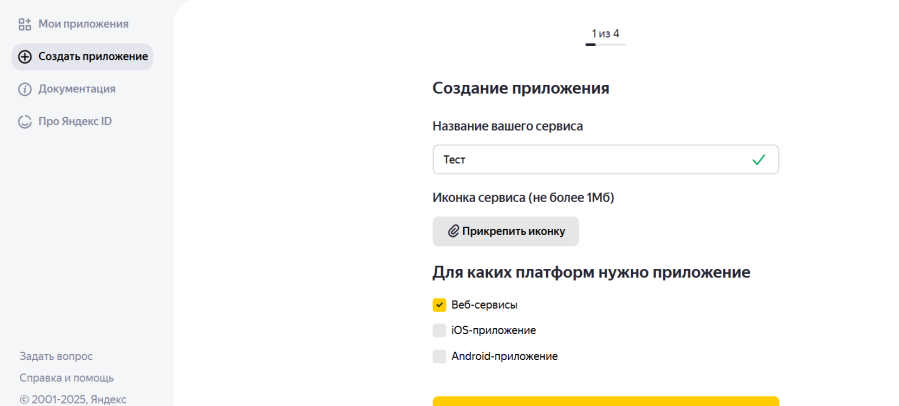 Мои приложения
Создать приложение
Документация
Про Яндекс ID
Задать вопрос
Справка и помощь
© 2001-2025, Яндекс
1 из 4
Создание приложения
Название вашего сервиса
Тест
Иконка сервиса (не более 1Мб)
Прикрепить иконку
Для каких платформ нужно приложение
Веб-сервисы
iOS-приложение
Android-приложение